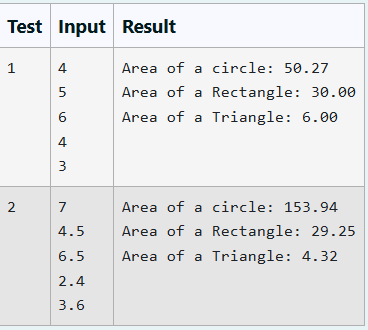 Test Input Result
1 4 Area of a circle: 50.27
5 Area of a Rectangle: 30.00
6 Area of a Triangle: 6.00
4
3
2 7 Area of a circle: 153.94
4.5 Area of a Rectangle: 29.25
6.5 Area of a Triangle: 4.32
2.4
3.6